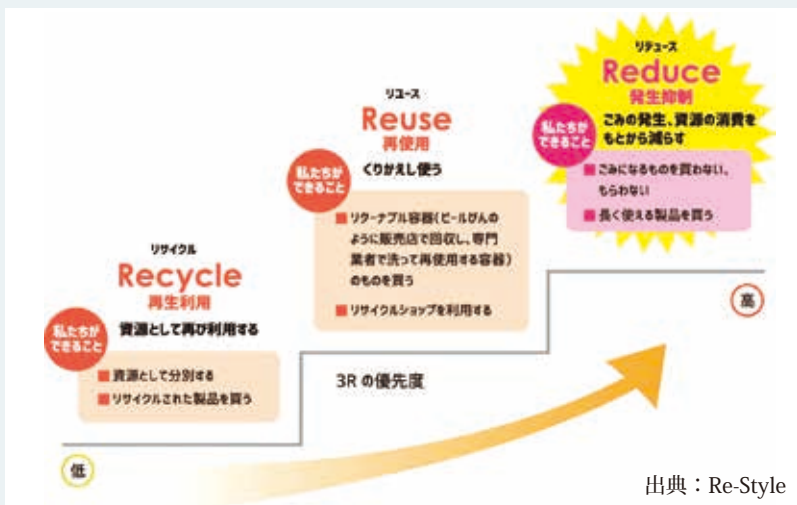 リデュース
Reduce
発生抑制
私たちが
できること
ごみの発生、資源の消費を
もとから減らす
■ ごみになるものを買わない、
もらわない
■ 長く使える製品を買う
高
リユース
Reuse
再使用
私たちが
できること
くりかえし使う
■ リターナブル容器(ビールびんの
ように販売店で回収し、専門
業者で洗って再使用する容器)
のものを買う
■ リサイクルショップを利用する
リサイクル
Recycle
再生利用
私たちが
できること
資源として再び利用する
■ 資源として分別する
■ リサイクルされた製品を買う
3Rの優先度
低
出典：Re-Style